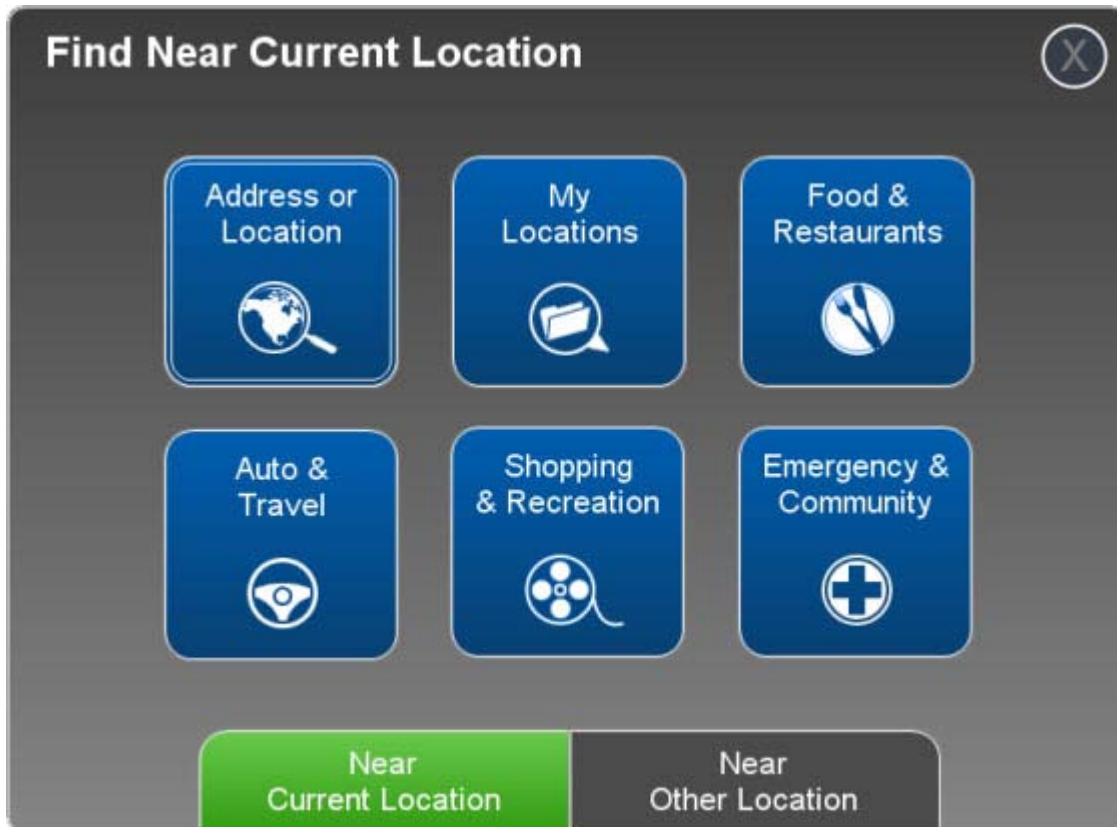 Find Near Current Location
X
Address or
Location
My
Locations
Food &
Restaurants
Auto &
Travel
Shopping
& Recreation
Emergency &
Community
Near
Current Location
Near
Other Location